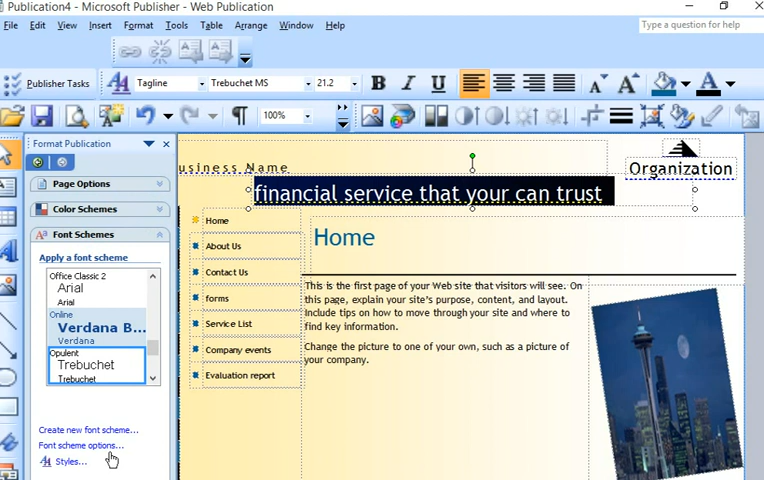 Publication4 - Microsoft Publisher - Web Publication
File Edit View Insert Format Tools Table Arrange Window Help
Type a question for help
Publisher Tasks Tagline Trebuchet MS 21.2 B I U A A A
100%
Format Publication
Page Options
Color Schemes
Font Schemes
Apply a font scheme
Office Classic 2
Arial
Arial
Online
Verdana B...
Verdana
Opulent
Trebuchet
Trebuchet
Create new font scheme...
Font scheme options...
Styles...
usiness Name
Organization
financial service that your can trust
Home
About Us
Contact Us
forms
Service List
Company events
Evaluation report
Home
This is the first page of your Web site that visitors will see. On
this page, explain your site's purpose, content, and layout.
Include tips on how to move through your site and where to
find key information.
Change the picture to one of your own, such as a picture of
your company.